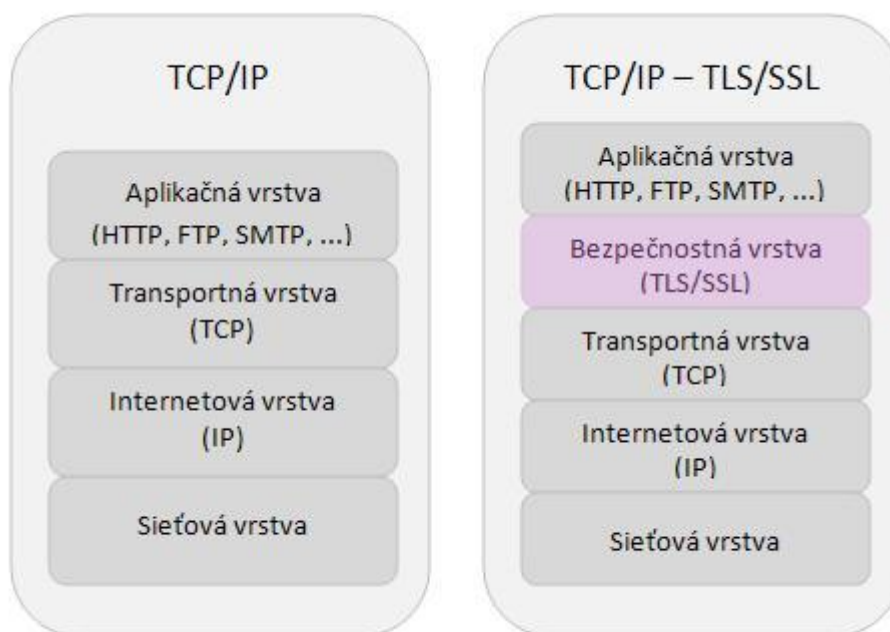 TCP/IP
Aplikačná vrstva
(HTTP, FTP, SMTP, ...)
Transportná vrstva
(TCP)
Internetová vrstva
(IP)
Sieťová vrstva
TCP/IP – TLS/SSL
Aplikačná vrstva
(HTTP, FTP, SMTP, ...)
Bezpečnostná vrstva
(TLS/SSL)
Transportná vrstva
(TCP)
Internetová vrstva
(IP)
Sieťová vrstva